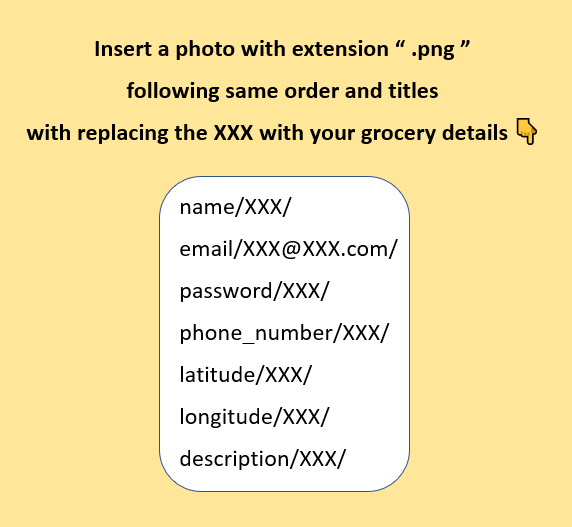 Insert a photo with extension “ .png ”
following same order and titles
with replacing the XXX with your grocery details 👇
name/XXX/
email/XXX@XXX.com/
password/XXX/
phone_number/XXX/
latitude/XXX/
longitude/XXX/
description/XXX/